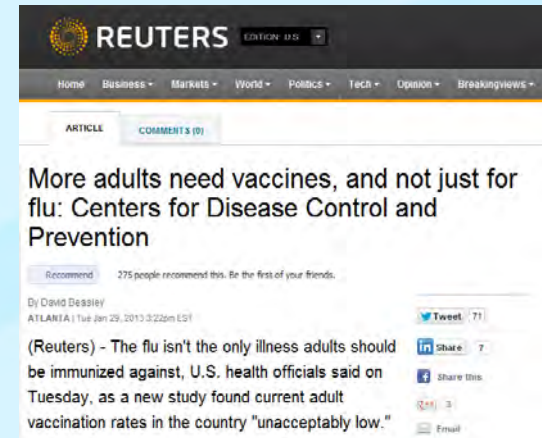 REUTERS EDITION: U.S.
Home Business Markets World Politics Tech Opinion Breakingviews
ARTICLE COMMENTS (0)
More adults need vaccines, and not just for
flu: Centers for Disease Control and
Prevention
Recommend 275 people recommend this. Be the first of your friends.
By David Beasley
ATLANTA | Tue Jan 29, 2013 3:22pm EST
Tweet 71
(Reuters) - The flu isn't the only illness adults should
be immunized against, U.S. health officials said on
Tuesday, as a new study found current adult
vaccination rates in the country "unacceptably low."
Share 7
Share this
+1 3
Email